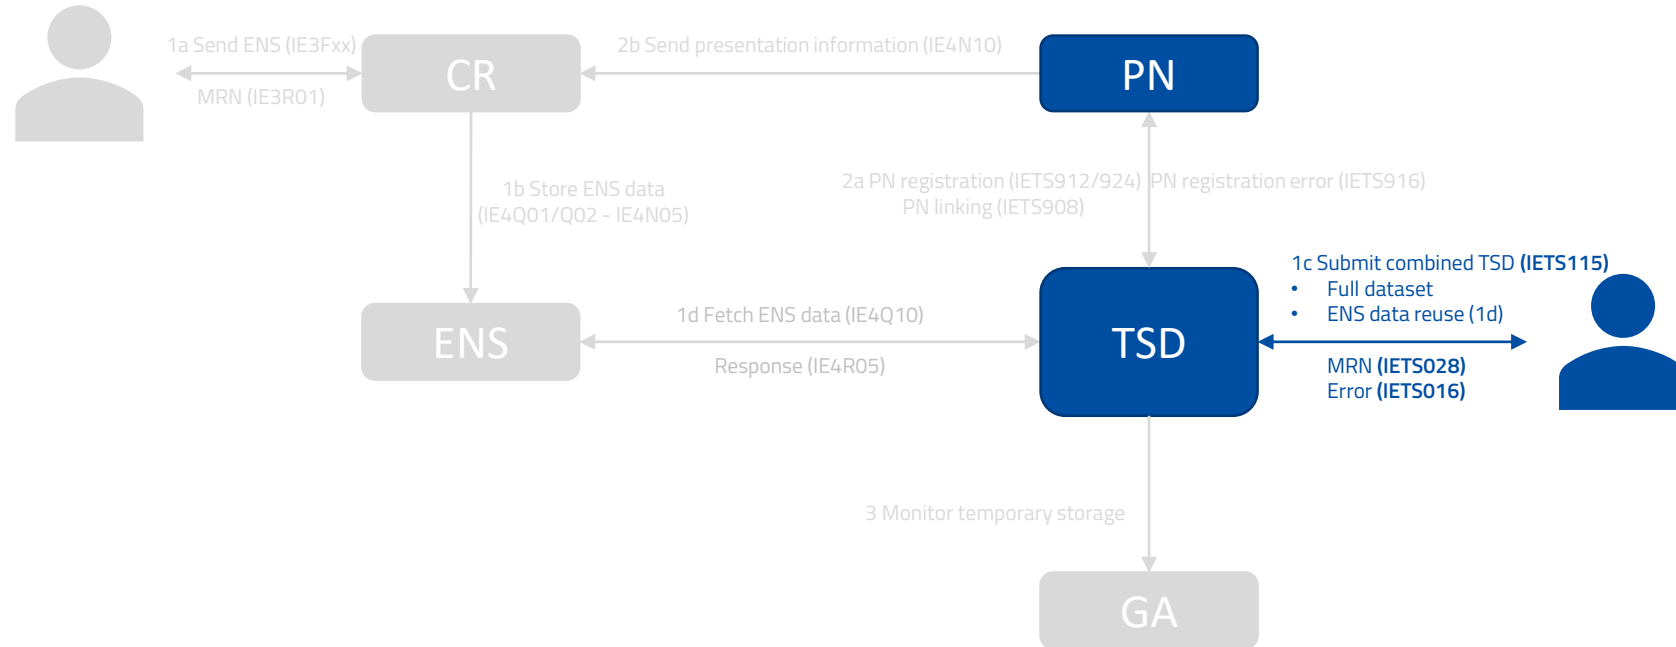 1a Send ENS (IE3Fxx)
MRN (IE3R01)
CR
2b Send presentation information (IE4N10)
PN
1b Store ENS data
(IE4Q01/Q02 - IE4N05)
2a PN registration (IETS912/924)
PN linking (IETS908)
PN registration error (IETS916)
ENS
1d Fetch ENS data (IE4Q10)
Response (IE4R05)
TSD
1c Submit combined TSD (IETS115)
• Full dataset
• ENS data reuse (1d)
MRN (IETS028)
Error (IETS016)
3 Monitor temporary storage
GA